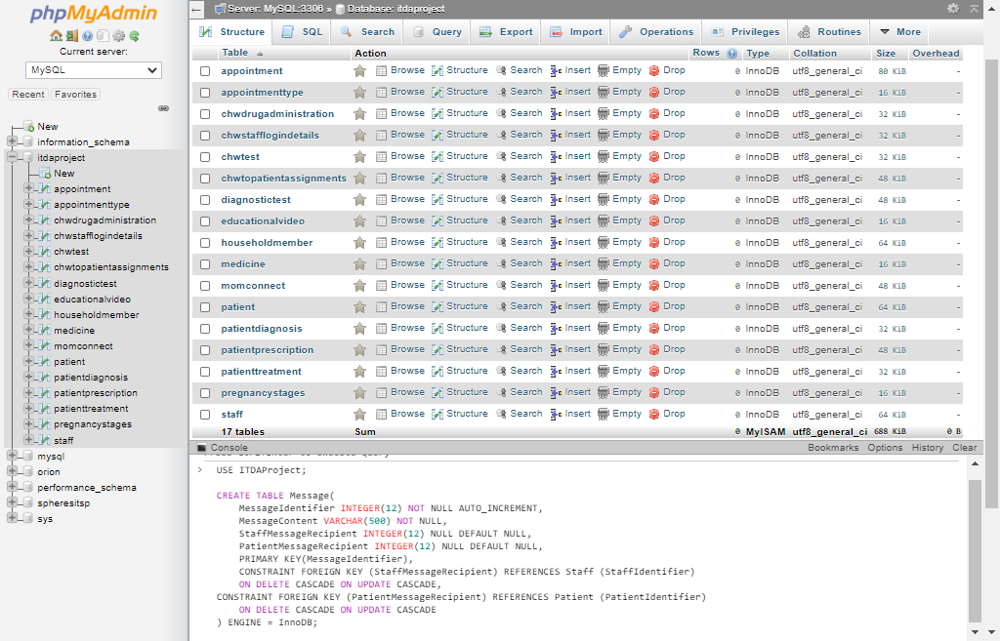 phpMyAdmin
Current server:
MySQL
Recent Favorites
New
information_schema
itdaproject
New
appointment
appointmenttype
chwdrugadministration
chwstafflogindetails
chwtest
chwtopatientassignments
diagnostictest
educationalvideo
householdmember
medicine
momconnect
patient
patientdiagnosis
patientprescription
patienttreatment
pregnancystages
staff
mysql
orion
performance_schema
spheresitsp
sys
Server: MySQL:3306 » Database: itdaproject
Structure SQL Search Query Export Import Operations Privileges Routines More
Table Action Rows Type Collation Size Overhead
appointment Browse Structure Search Insert Empty Drop 0 InnoDB utf8_general_ci 80 KiB -
appointmenttype Browse Structure Search Insert Empty Drop 0 InnoDB utf8_general_ci 16 KiB -
chwdrugadministration Browse Structure Search Insert Empty Drop 0 InnoDB utf8_general_ci 32 KiB -
chwstafflogindetails Browse Structure Search Insert Empty Drop 0 InnoDB utf8_general_ci 32 KiB -
chwtest Browse Structure Search Insert Empty Drop 0 InnoDB utf8_general_ci 32 KiB -
chwtopatientassignments Browse Structure Search Insert Empty Drop 0 InnoDB utf8_general_ci 48 KiB -
diagnostictest Browse Structure Search Insert Empty Drop 0 InnoDB utf8_general_ci 48 KiB -
educationalvideo Browse Structure Search Insert Empty Drop 0 InnoDB utf8_general_ci 16 KiB -
householdmember Browse Structure Search Insert Empty Drop 0 InnoDB utf8_general_ci 64 KiB -
medicine Browse Structure Search Insert Empty Drop 0 InnoDB utf8_general_ci 16 KiB -
momconnect Browse Structure Search Insert Empty Drop 0 InnoDB utf8_general_ci 48 KiB -
patient Browse Structure Search Insert Empty Drop 0 InnoDB utf8_general_ci 64 KiB -
patientdiagnosis Browse Structure Search Insert Empty Drop 0 InnoDB utf8_general_ci 32 KiB -
patientprescription Browse Structure Search Insert Empty Drop 0 InnoDB utf8_general_ci 48 KiB -
patienttreatment Browse Structure Search Insert Empty Drop 0 InnoDB utf8_general_ci 32 KiB -
pregnancystages Browse Structure Search Insert Empty Drop 0 InnoDB utf8_general_ci 16 KiB -
staff Browse Structure Search Insert Empty Drop 0 InnoDB utf8_general_ci 64 KiB -
17 tables Sum 0 MyISAM utf8_general_ci 688 KiB 0 B
Console Bookmarks Options History Clear
> USE ITDAProject;
CREATE TABLE Message(
MessageIdentifier INTEGER(12) NOT NULL AUTO_INCREMENT,
MessageContent VARCHAR(500) NOT NULL,
StaffMessageRecipient INTEGER(12) NULL DEFAULT NULL,
PatientMessageRecipient INTEGER(12) NULL DEFAULT NULL,
PRIMARY KEY(MessageIdentifier),
CONSTRAINT FOREIGN KEY (StaffMessageRecipient) REFERENCES Staff (StaffIdentifier)
ON DELETE CASCADE ON UPDATE CASCADE,
CONSTRAINT FOREIGN KEY (PatientMessageRecipient) REFERENCES Patient (PatientIdentifier)
ON DELETE CASCADE ON UPDATE CASCADE
) ENGINE = InnoDB;